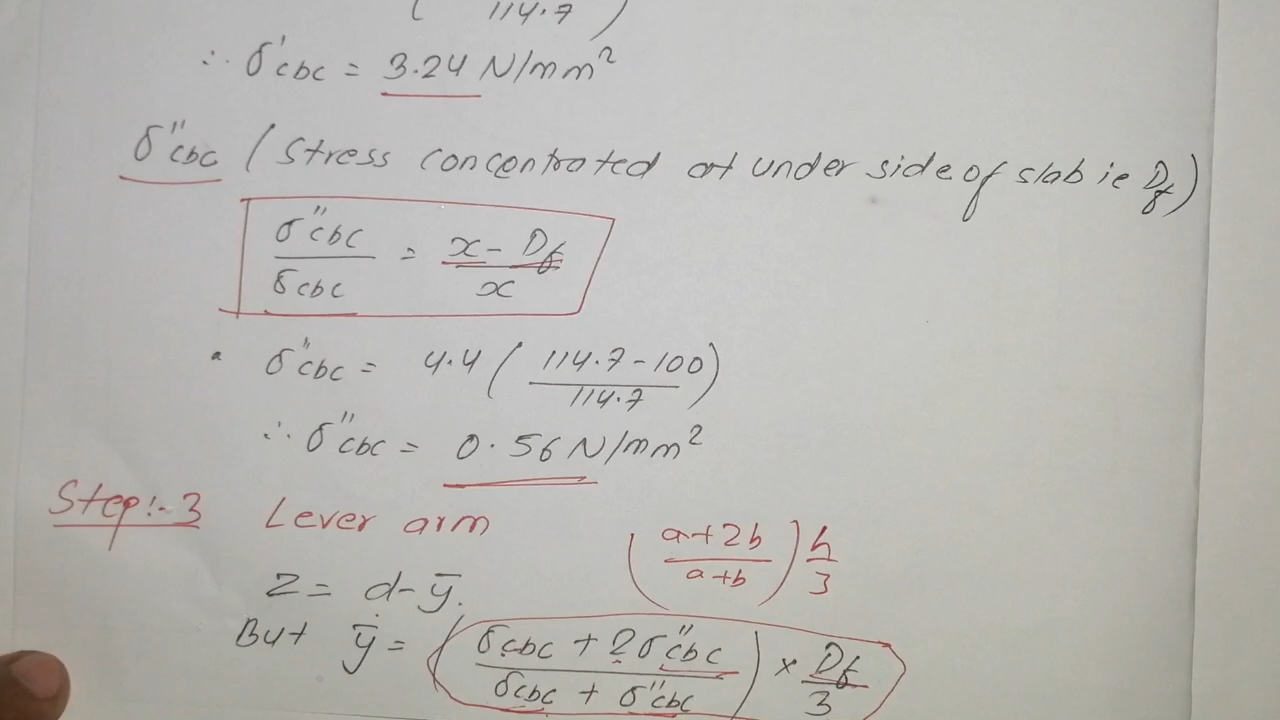 ( 114.7 )
∴ σ'cbc = 3.24 N/mm²
σ"cbc ( Stress concentrated at under side of slab ie Df )
σ"cbc / σcbc = x - Df / x
σ"cbc = 4.4 ( 114.7 - 100 / 114.7 )
∴ σ"cbc = 0.56 N/mm²
Step:-3 Lever arm
( a+2b / a+b ) h/3
z = d - ȳ.
But ȳ = ( σcbc + 2σ"cbc / σcbc + σ"cbc ) × Df/3